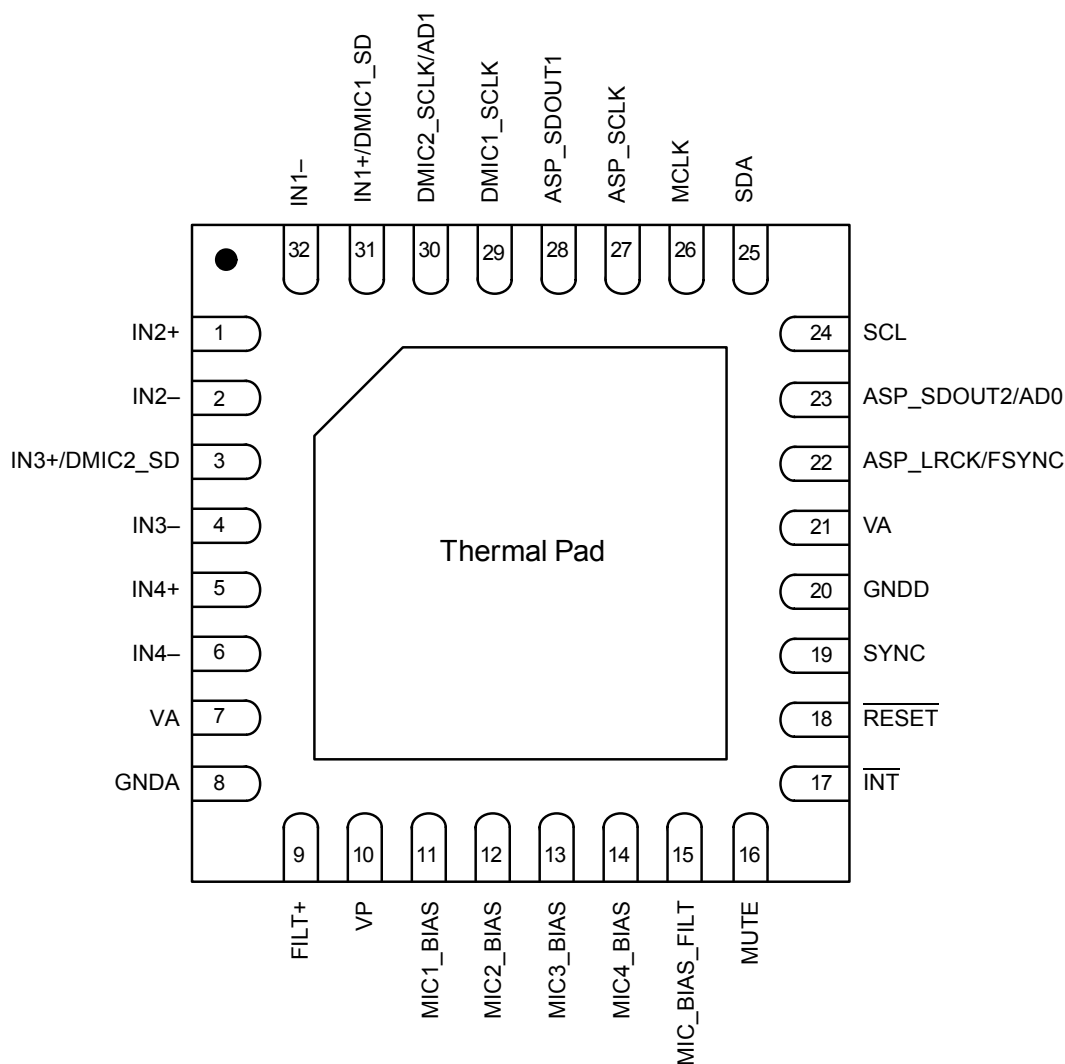 IN1–
IN1+/DMIC1_SD
DMIC2_SCLK/AD1
DMIC1_SCLK
ASP_SDOUT1
ASP_SCLK
MCLK
SDA
32
31
30
29
28
27
26
25
IN2+ 1
IN2– 2
IN3+/DMIC2_SD 3
IN3– 4
IN4+ 5
IN4– 6
VA 7
GNDA 8
Thermal Pad
24 SCL
23 ASP_SDOUT2/AD0
22 ASP_LRCK/FSYNC
21 VA
20 GNDD
19 SYNC
18 RESET
17 INT
9
10
11
12
13
14
15
16
FILT+
VP
MIC1_BIAS
MIC2_BIAS
MIC3_BIAS
MIC4_BIAS
MIC_BIAS_FILT
MUTE